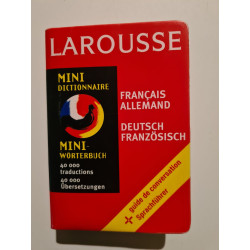 LAROUSSE
MINI
DICTIONNAIRE
MINI-
WÖRTERBUCH
40 000
traductions
40 000
Übersetzungen
FRANÇAIS
ALLEMAND
DEUTSCH
FRANZÖSISCH
+ guide de conversation
Sprachführer